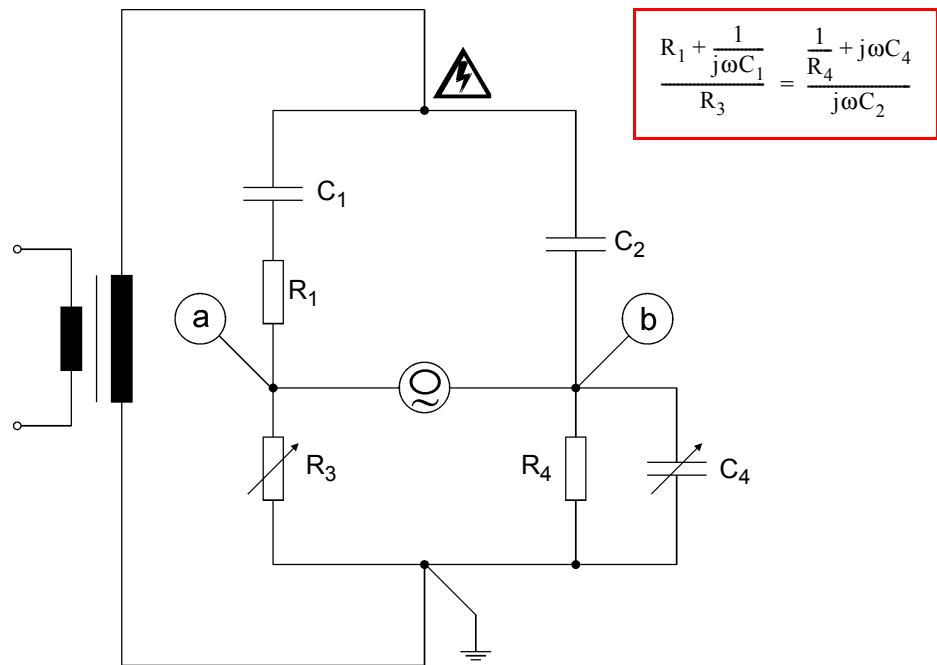 R₁ + 1/(jωC₁) / R₃ = 1/R₄ + jωC₄ / (jωC₂)
C₁
C₂
R₁
a
b
R₃
R₄
C₄